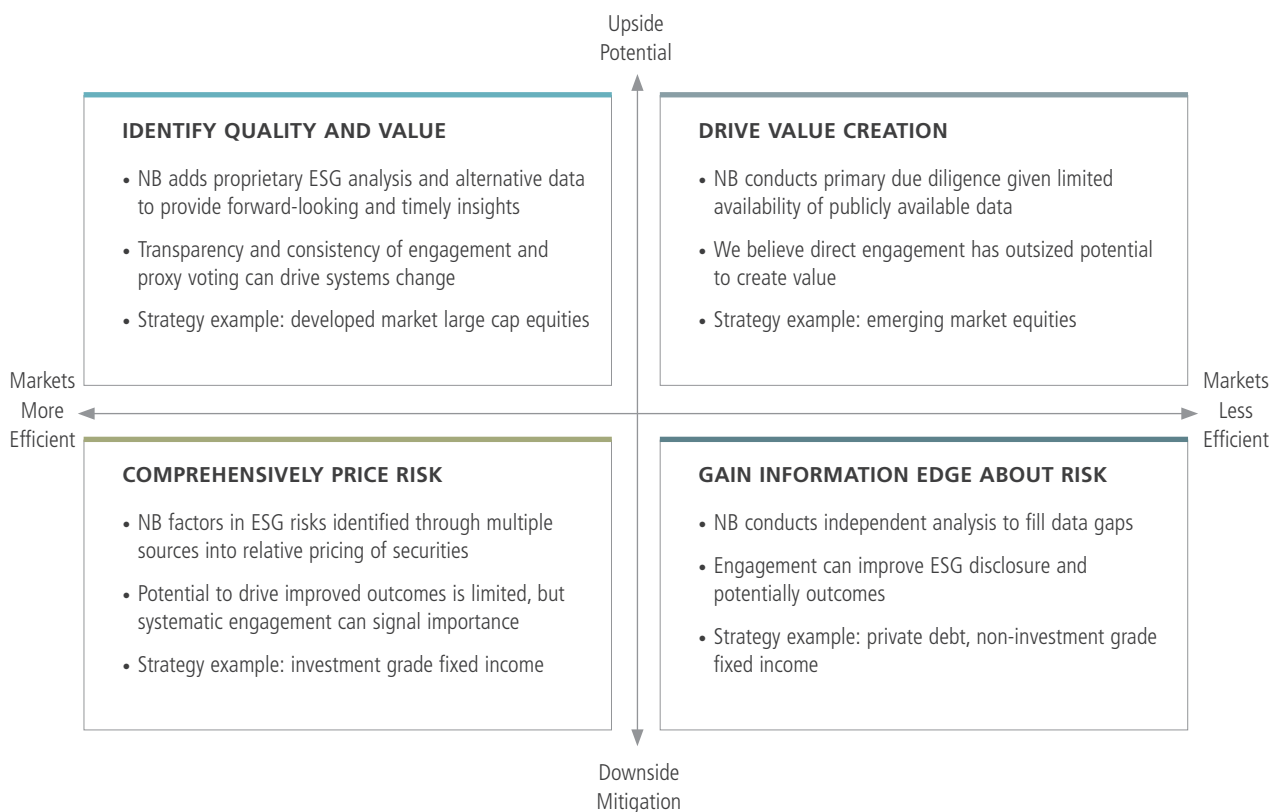 Upside
Potential
IDENTIFY QUALITY AND VALUE
• NB adds proprietary ESG analysis and alternative data
to provide forward-looking and timely insights
• Transparency and consistency of engagement and
proxy voting can drive systems change
• Strategy example: developed market large cap equities
DRIVE VALUE CREATION
• NB conducts primary due diligence given limited
availability of publicly available data
• We believe direct engagement has outsized potential
to create value
• Strategy example: emerging market equities
Markets
More
Efficient
Markets
Less
Efficient
COMPREHENSIVELY PRICE RISK
• NB factors in ESG risks identified through multiple
sources into relative pricing of securities
• Potential to drive improved outcomes is limited, but
systematic engagement can signal importance
• Strategy example: investment grade fixed income
GAIN INFORMATION EDGE ABOUT RISK
• NB conducts independent analysis to fill data gaps
• Engagement can improve ESG disclosure and
potentially outcomes
• Strategy example: private debt, non-investment grade
fixed income
Downside
Mitigation